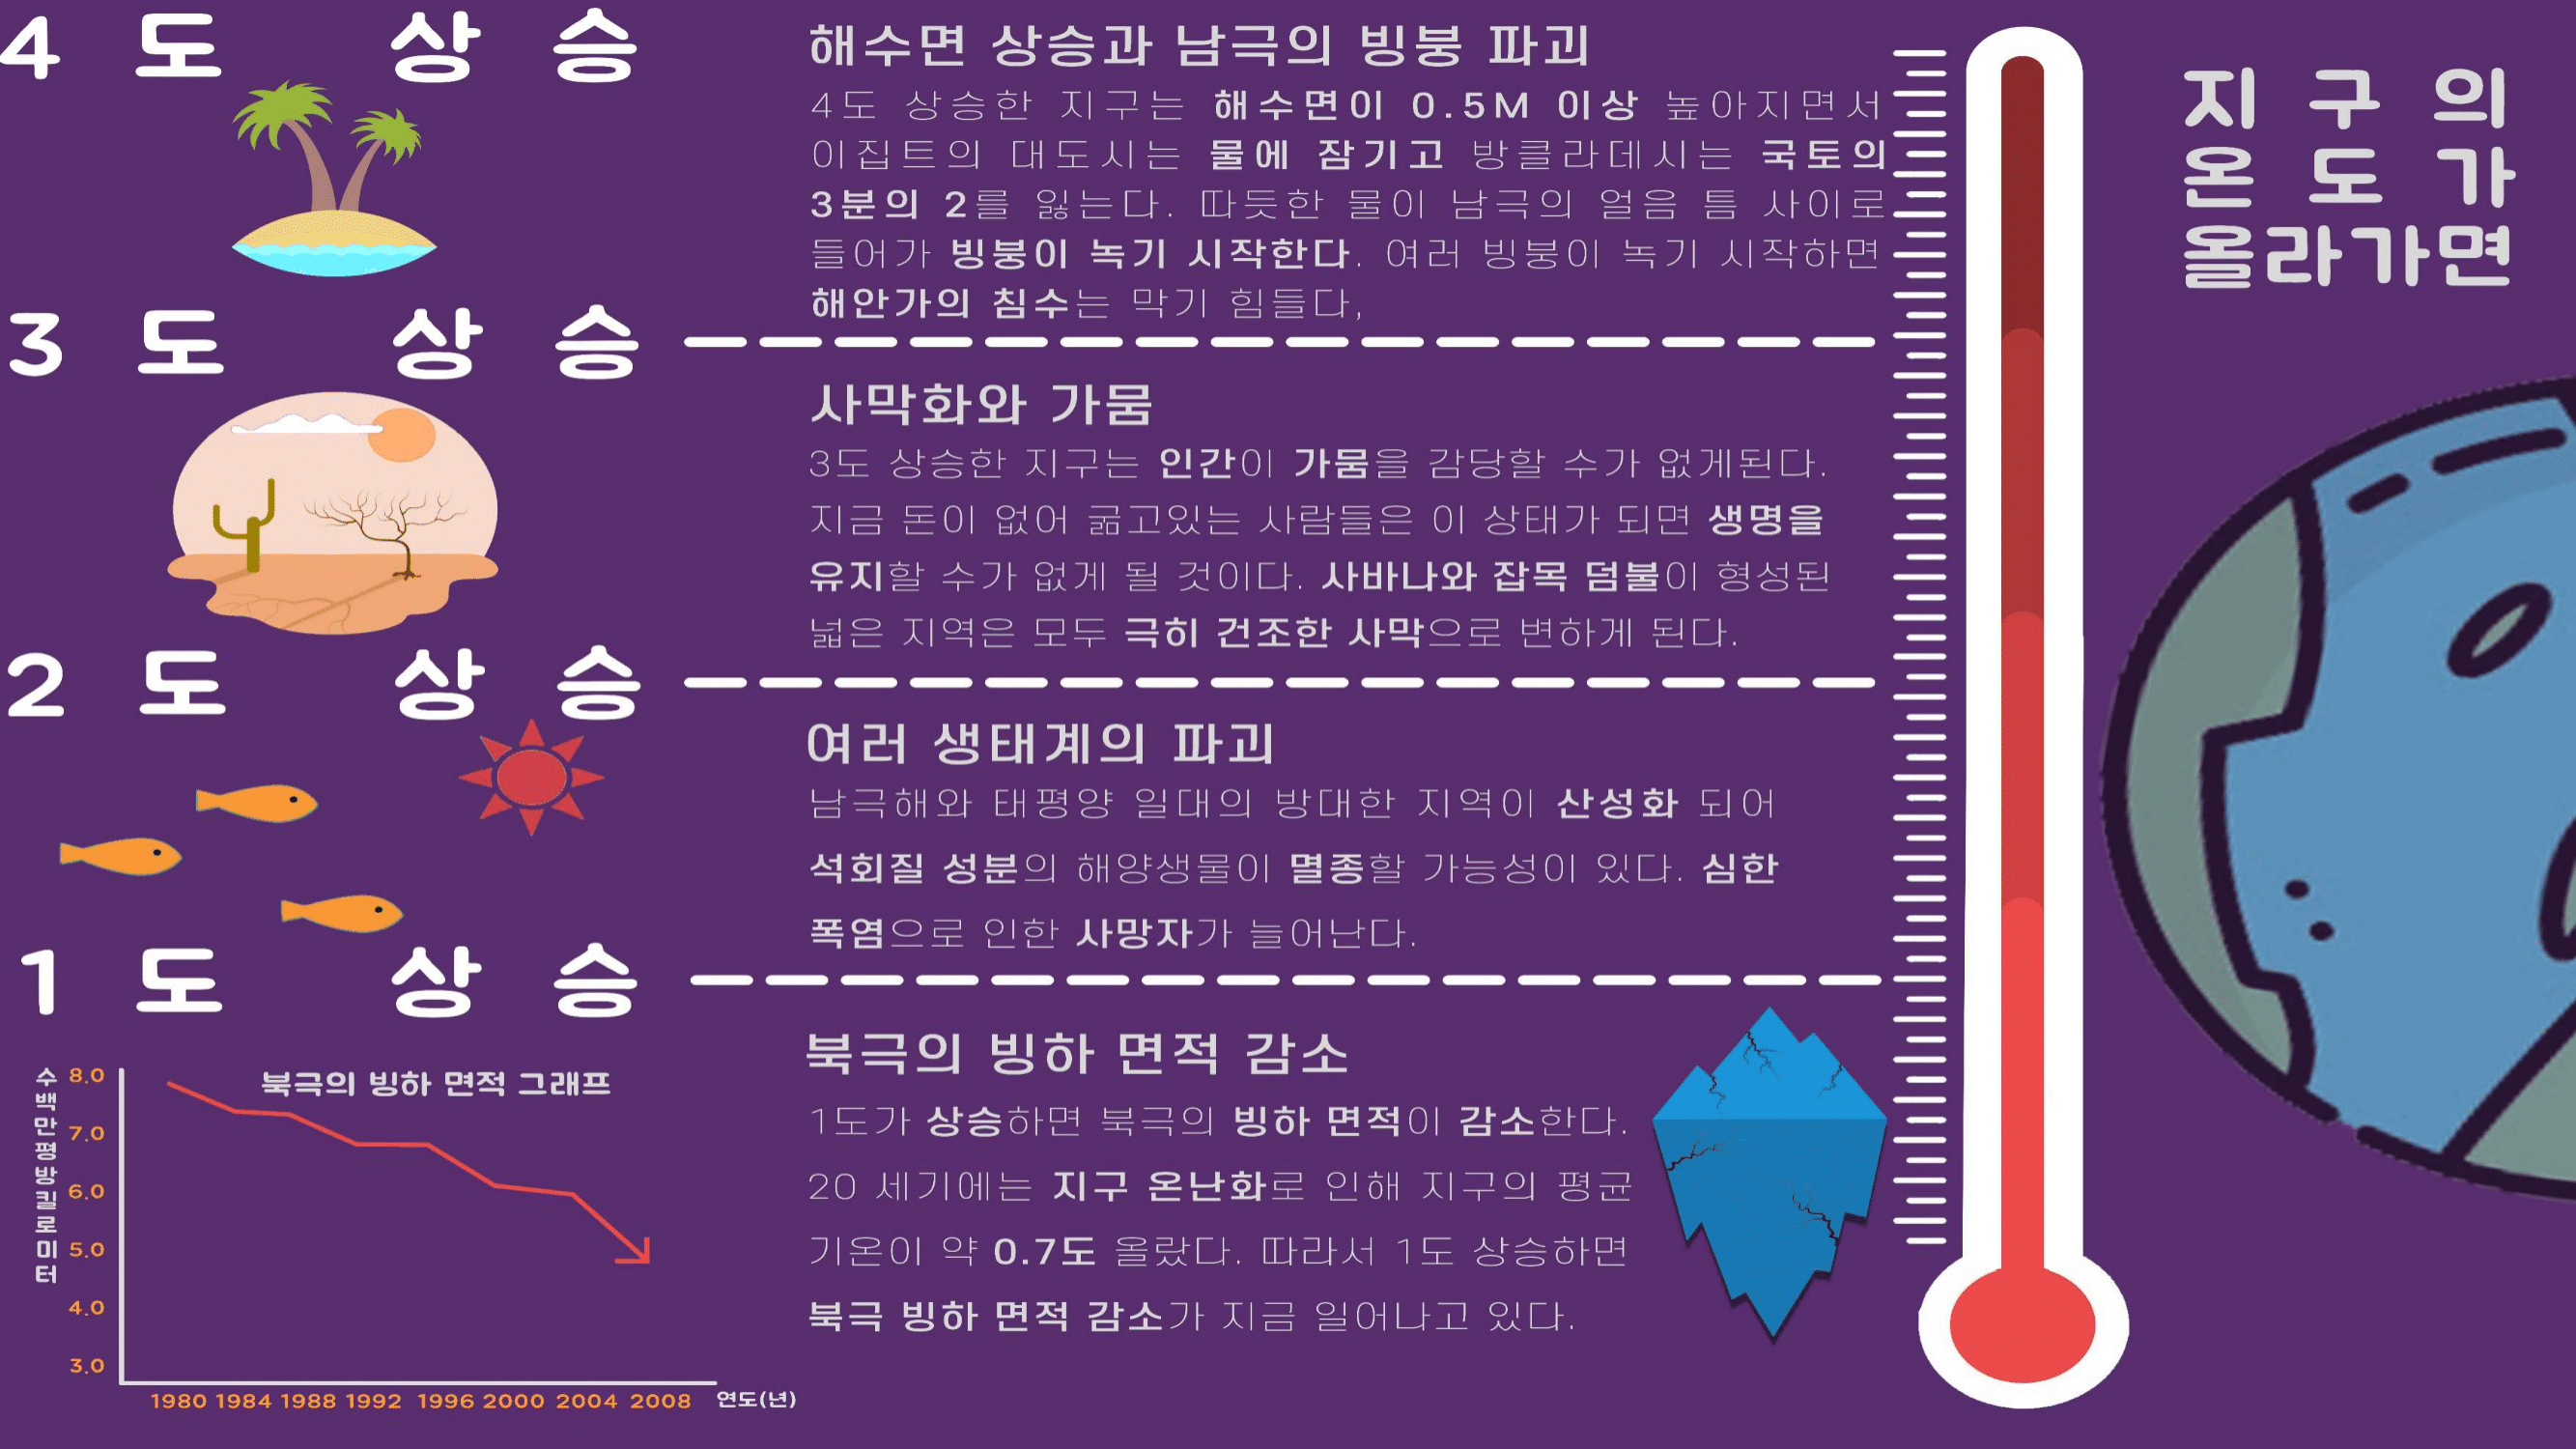 지구의
온도가
올라가면
4도 상승
해수면 상승과 남극의 빙붕 파괴
4도 상승한 지구는 해수면이 0.5M 이상 높아지면서
이집트의 대도시는 물에 잠기고 방클라데시는 국토의
3분의 2를 잃는다. 따듯한 물이 남극의 얼음 틈 사이로
들어가 빙붕이 녹기 시작한다. 여러 빙붕이 녹기 시작하면
해안가의 침수는 막기 힘들다,
3도 상승
사막화와 가뭄
3도 상승한 지구는 인간이 가뭄을 감당할 수가 없게된다.
지금 돈이 없어 굶고있는 사람들은 이 상태가 되면 생명을
유지할 수가 없게 될 것이다. 사바나와 잡목 덤불이 형성된
넓은 지역은 모두 극히 건조한 사막으로 변하게 된다.
2도 상승
여러 생태계의 파괴
남극해와 태평양 일대의 방대한 지역이 산성화 되어
석회질 성분의 해양생물이 멸종할 가능성이 있다. 심한
폭염으로 인한 사망자가 늘어난다.
1도 상승
북극의 빙하 면적 감소
1도가 상승하면 북극의 빙하 면적이 감소한다.
20 세기에는 지구 온난화로 인해 지구의 평균
기온이 약 0.7도 올랐다. 따라서 1도 상승하면
북극 빙하 면적 감소가 지금 일어나고 있다.
북극의 빙하 면적 그래프
수백만평방킬로미터
8.0
7.0
6.0
5.0
4.0
3.0
1980 1984 1988 1992 1996 2000 2004 2008 연도(년)